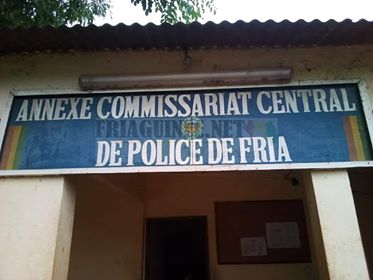 ANNEXE COMMISSARIAT CENTRAL
FRIAGUINEE.NET
DE POLICE DE FRIA